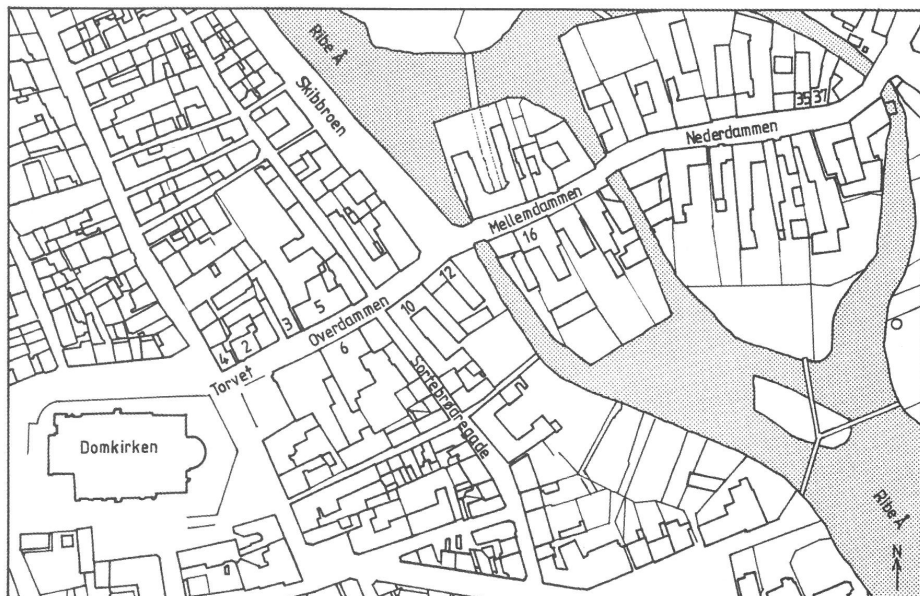 Ribe Å
Skibbroen
35 37
Nederdammen
Mellemdammen
16
12
10
5
3
Overdammen
6
2
4
Torvet
Sortebrødregade
Domkirken
Ribe Å
N